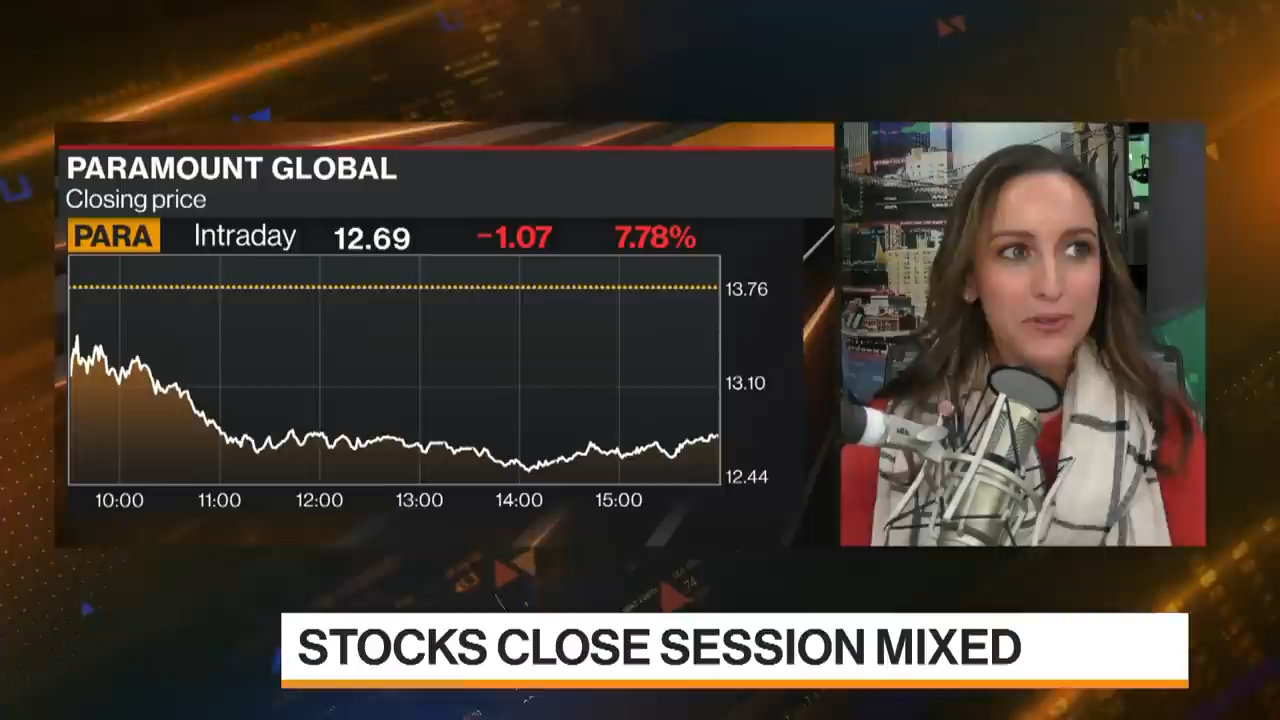 PARAMOUNT GLOBAL
Closing price
PARA Intraday 12.69 −1.07 7.78%
13.76
13.10
12.44
10:00 11:00 12:00 13:00 14:00 15:00
STOCKS CLOSE SESSION MIXED